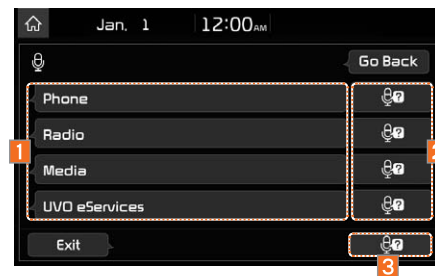 Jan. 1 12:00AM
Go Back
Phone
?
Radio
?
1
2
Media
?
UVO eServices
?
Exit
?
3